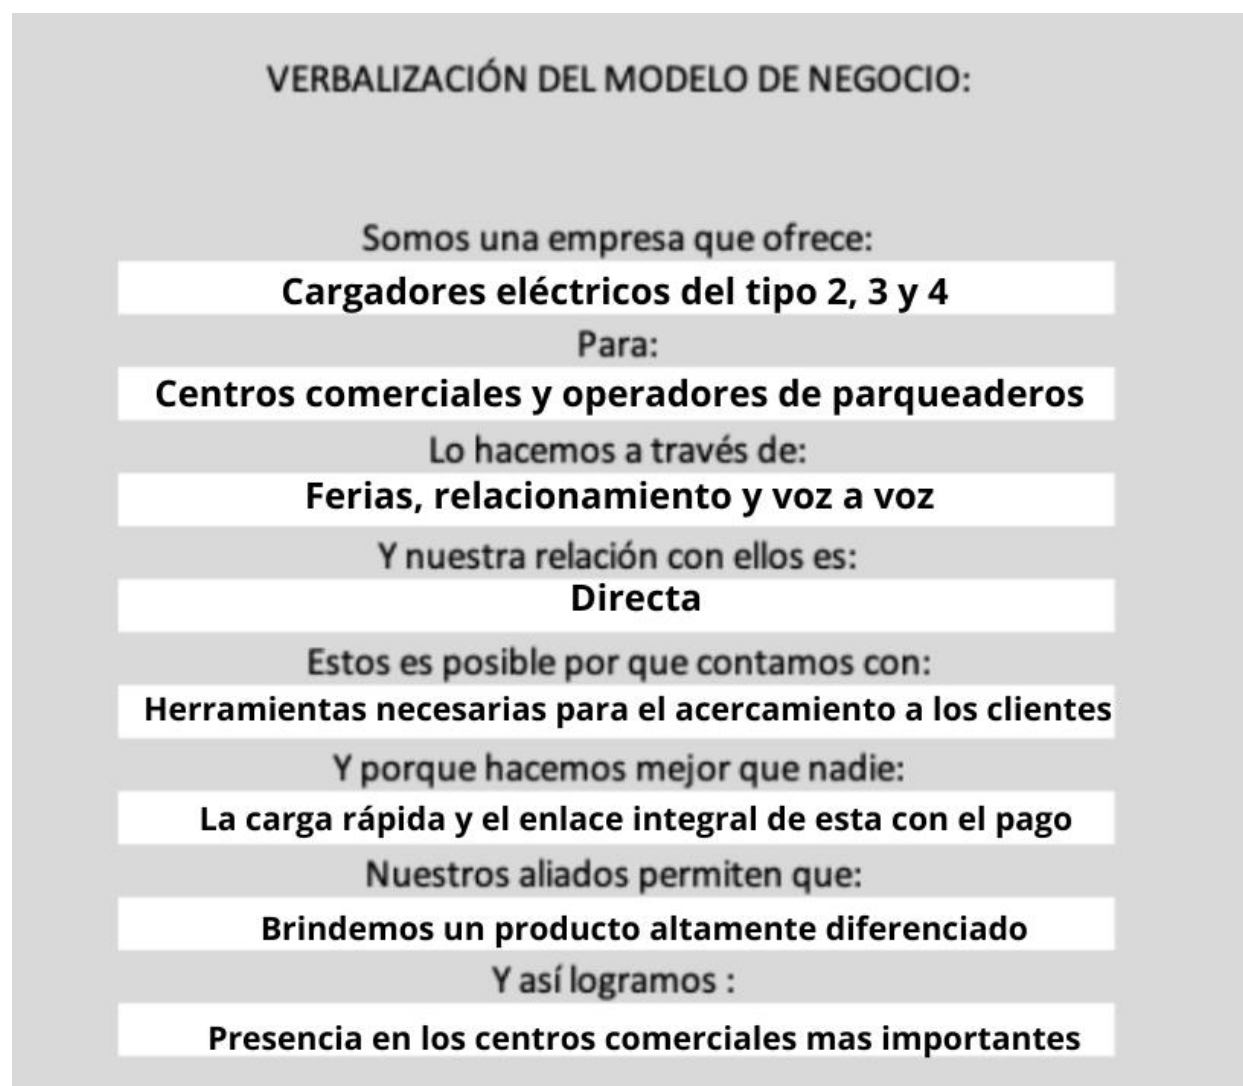 VERBALIZACIÓN DEL MODELO DE NEGOCIO:
Somos una empresa que ofrece:
Cargadores eléctricos del tipo 2, 3 y 4
Para:
Centros comerciales y operadores de parqueaderos
Lo hacemos a través de:
Ferias, relacionamiento y voz a voz
Y nuestra relación con ellos es:
Directa
Estos es posible por que contamos con:
Herramientas necesarias para el acercamiento a los clientes
Y porque hacemos mejor que nadie:
La carga rápida y el enlace integral de esta con el pago
Nuestros aliados permiten que:
Brindemos un producto altamente diferenciado
Y así logramos :
Presencia en los centros comerciales mas importantes